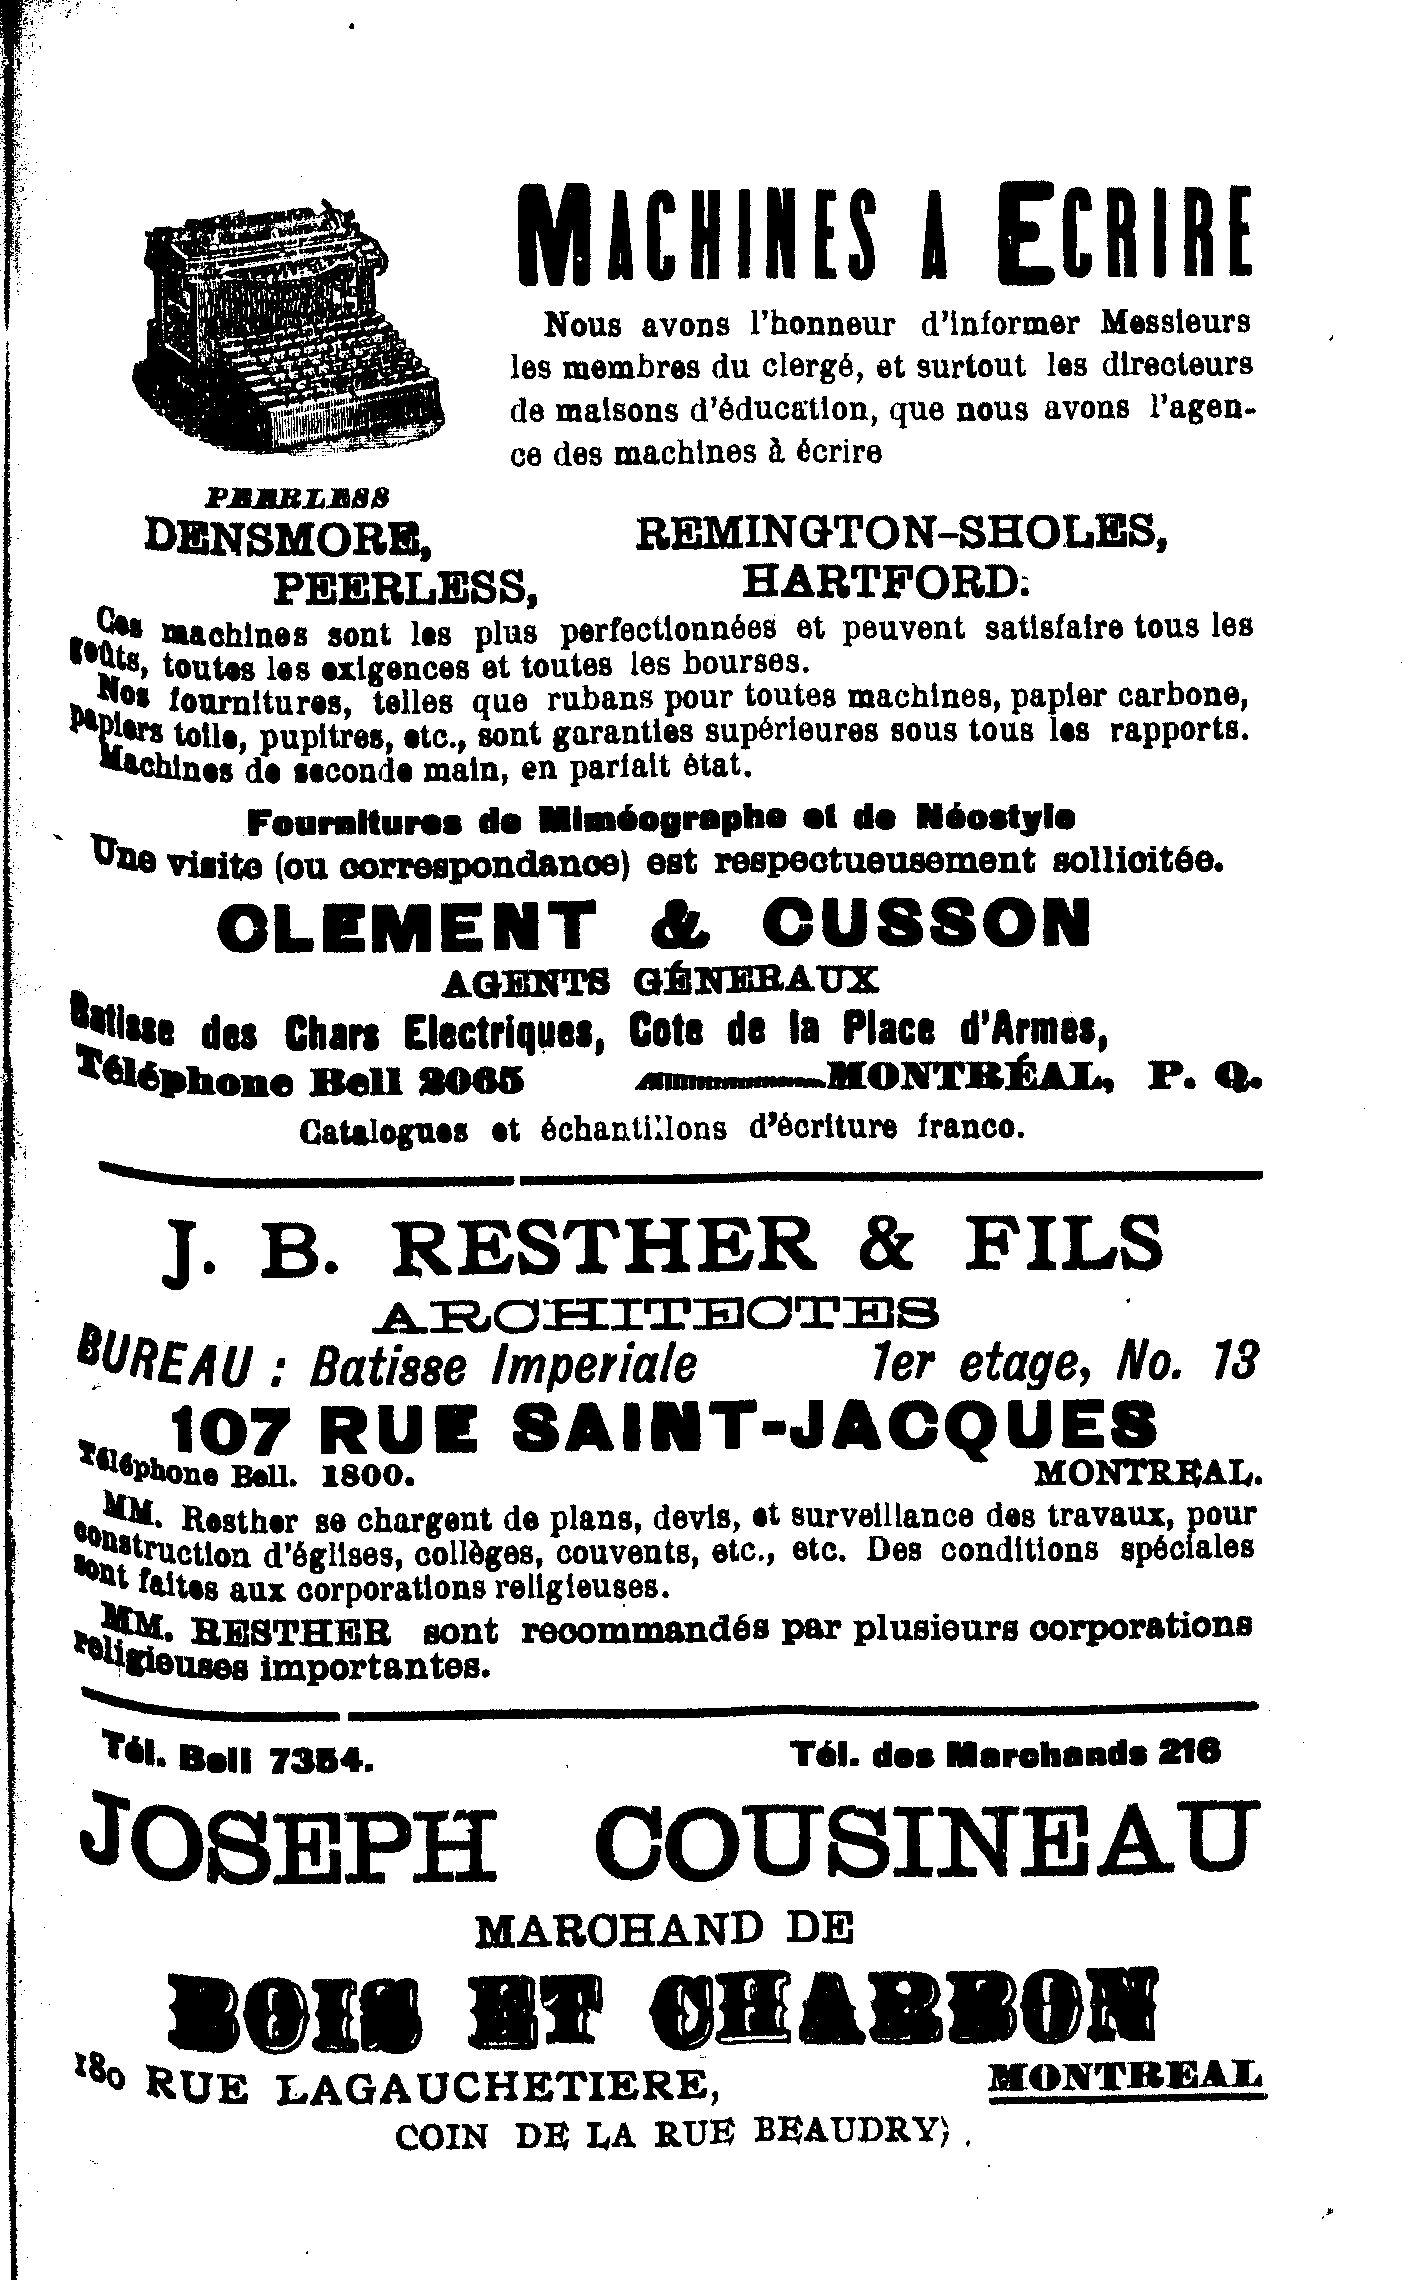 MACHINES A ECRIRE
Nous avons l'honneur d'informer Messieurs
les membres du clergé, et surtout les directeurs
de maisons d'éducation, que nous avons l'agen-
ce des machines à écrire
PEERLESS
DENSMORE,
REMINGTON-SHOLES,
PEERLESS,
HARTFORD:
Ces machines sont les plus perfectionnées et peuvent satisfaire tous les
goûts, toutes les exigences et toutes les bourses.
Nos fournitures, telles que rubans pour toutes machines, papier carbone,
papiers toile, pupitres, etc., sont garanties supérieures sous tous les rapports.
Machines de seconde main, en parfait état.
Fournitures de Miméographe et de Néostyle
Une visite (ou correspondance) est respectueusement sollicitée.
CLEMENT & CUSSON
AGENTS GÉNERAUX
Batisse des Chars Electriques, Cote de la Place d'Armes,
Téléphone Bell 2065
MONTRÉAL, P. Q.
Catalogues et échantillons d'écriture franco.
J. B. RESTHER & FILS
ARCHITECTES
BUREAU : Batisse Imperiale 1er etage, No. 13
107 RUE SAINT-JACQUES
Téléphone Bell. 1800. MONTREAL.
MM. Resther se chargent de plans, devis, et surveillance des travaux, pour
construction d'églises, collèges, couvents, etc., etc. Des conditions spéciales
sont faites aux corporations religieuses.
MM. RESTHER sont recommandés par plusieurs corporations
religieuses importantes.
Tél. Bell 7354. Tél. des Marchands 216
JOSEPH COUSINEAU
MARCHAND DE
BOIS ET CHARBON
180 RUE LAGAUCHETIERE, MONTREAL
COIN DE LA RUE BEAUDRY)